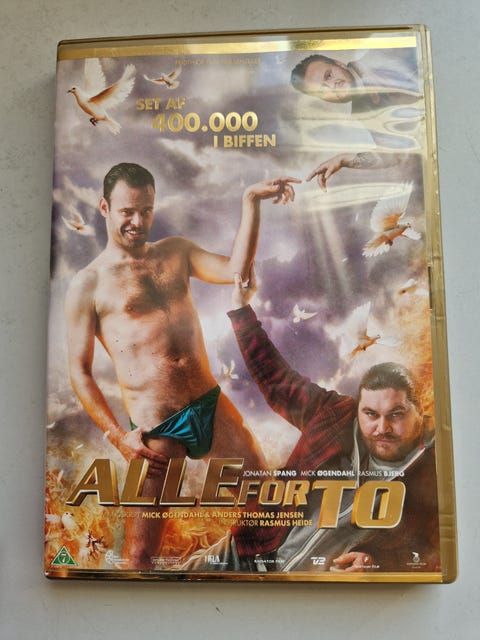 SET AF
400.000
I BIFFEN
JONATAN SPANG MICK ØGENDAHL RASMUS BJERG
ALLE FOR TO
MICK ØGENDAHL & ANDERS THOMAS JENSEN
RASMUS HEIDE
TV2